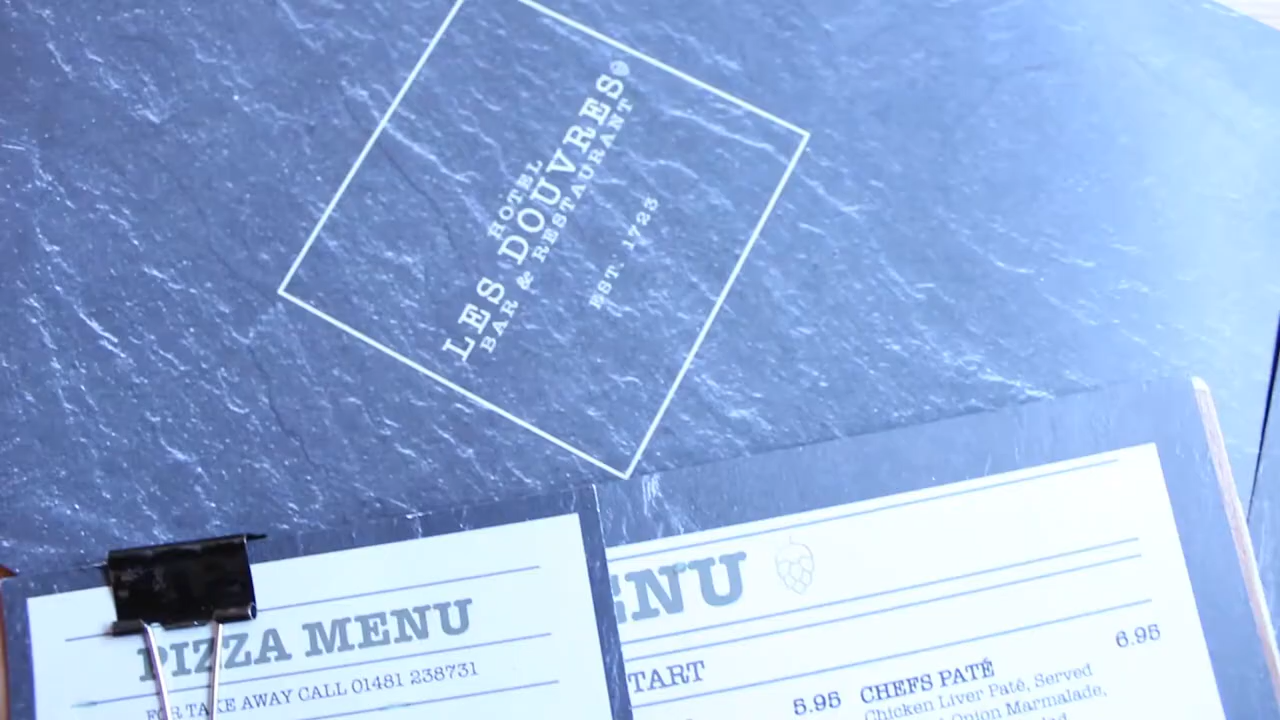 HOTEL
LES DOUVRES
BAR & RESTAURANT
EST: 1723
PIZZA MENU
FOR TAKE AWAY CALL 01481 238731
ENU
TART
5.95
CHEFS PATÉ
6.95
Chicken Liver Paté, Served
Onion Marmalade,